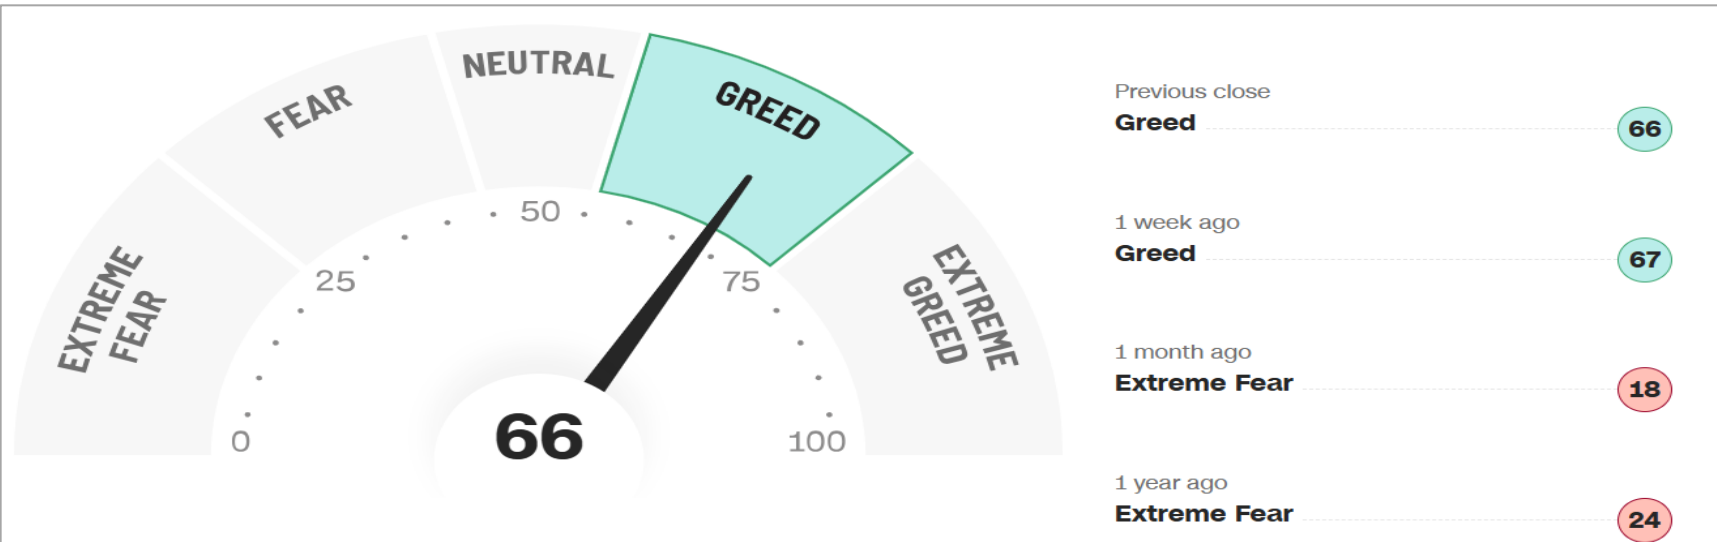 EXTREME
FEAR
FEAR
NEUTRAL
GREED
EXTREME
GREED
0
25
50
75
100
66
Previous close
Greed
66
1 week ago
Greed
67
1 month ago
Extreme Fear
18
1 year ago
Extreme Fear
24